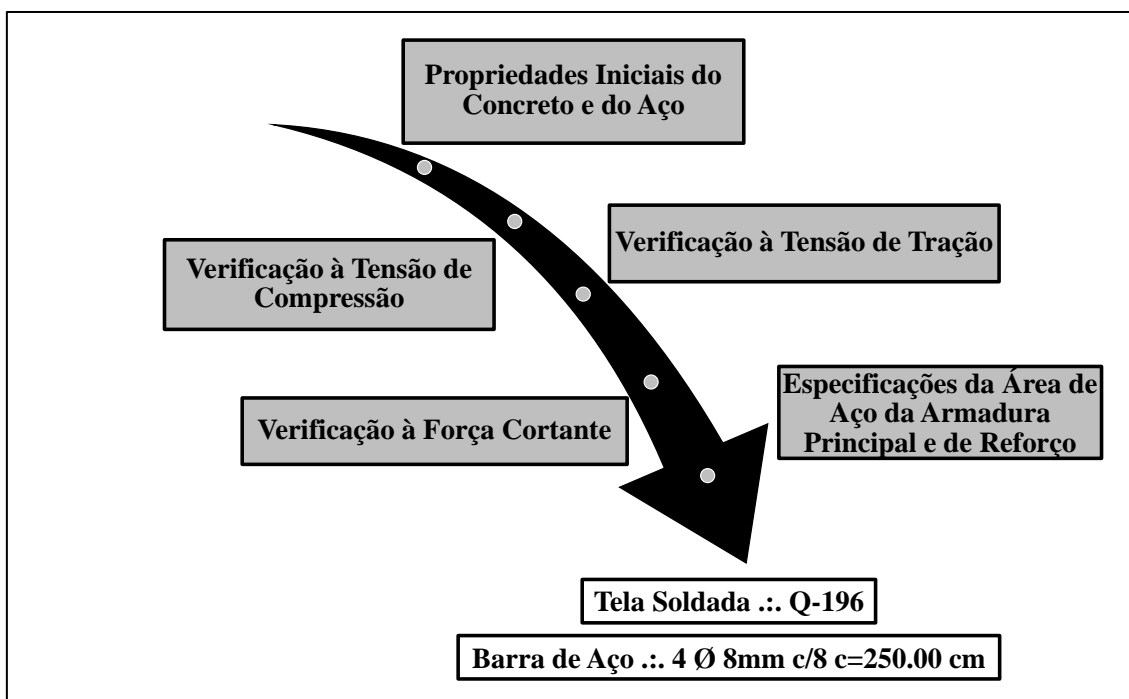 Propriedades Iniciais do
Concreto e do Aço
Verificação à Tensão de Tração
Verificação à Tensão de
Compressão
Especificações da Área de
Aço da Armadura
Principal e de Reforço
Verificação à Força Cortante
Tela Soldada .:. Q-196
Barra de Aço .:. 4 Ø 8mm c/8 c=250.00 cm